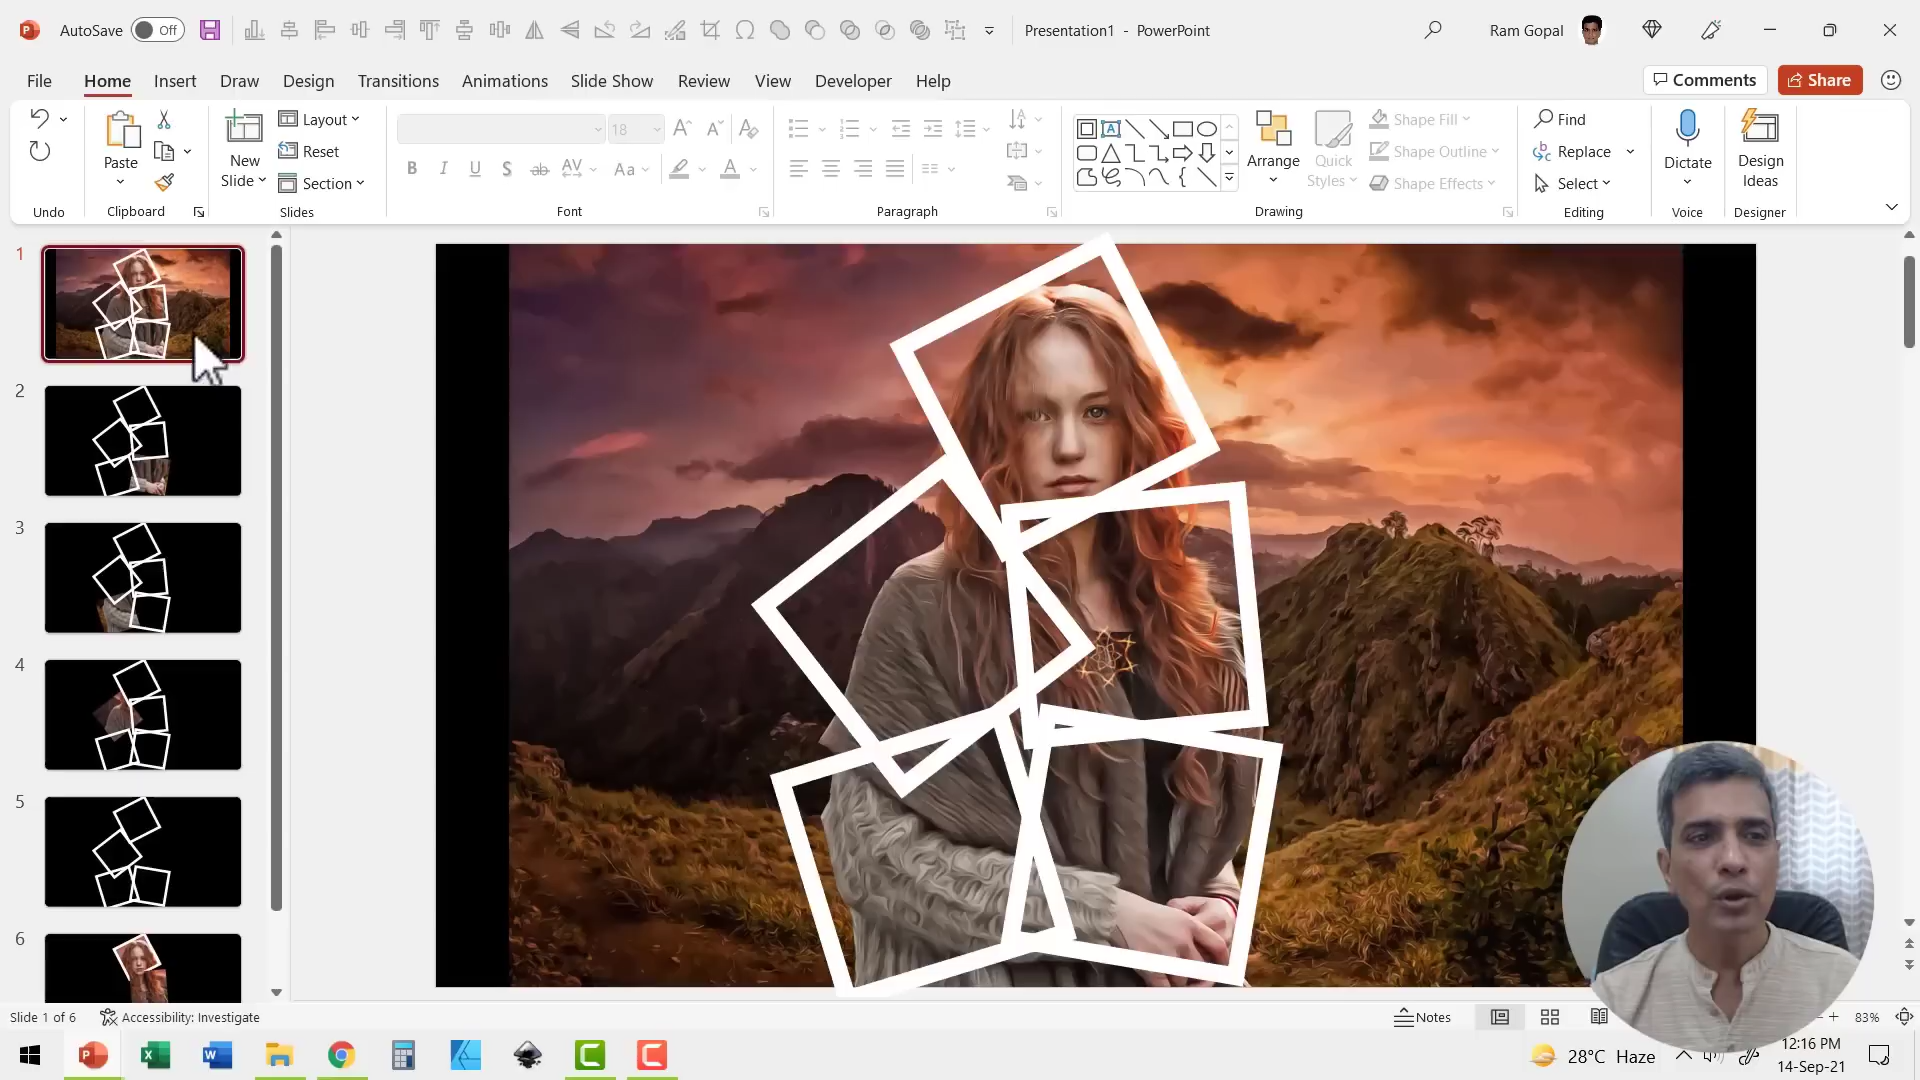 AutoSave Off Presentation1 - PowerPoint Ram Gopal
File Home Insert Draw Design Transitions Animations Slide Show Review View Developer Help Comments Share
Paste
New Slide
Layout
Reset
Section
18
B I U S ab AV Aa A
Arrange
Quick Styles
Shape Fill
Shape Outline
Shape Effects
Find
Replace
Select
Dictate
Design Ideas
Undo Clipboard Slides Font Paragraph Drawing Editing Voice Designer
1
2
3
4
5
6
Slide 1 of 6 Accessibility: Investigate Notes 83%
28°C Haze
12:16 PM
14-Sep-21